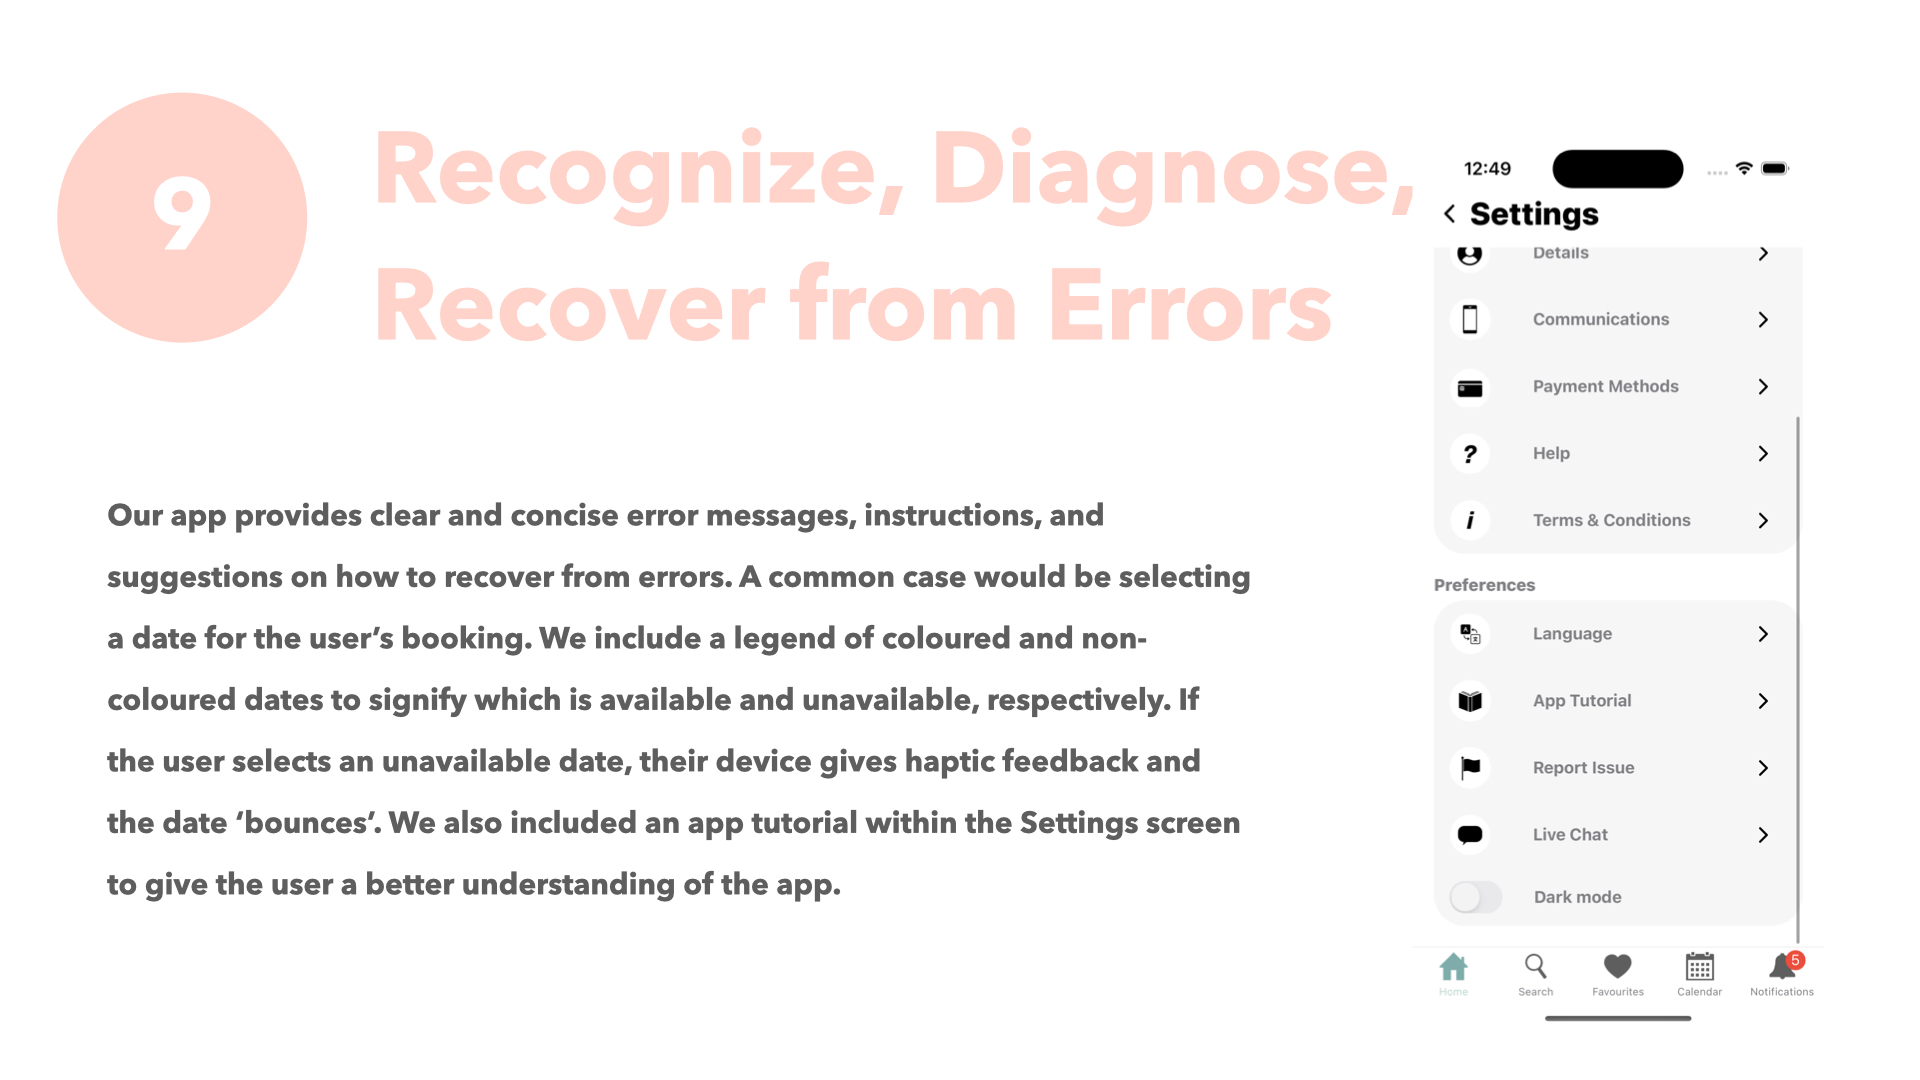 9
Recognize, Diagnose,
Recover from Errors
Our app provides clear and concise error messages, instructions, and
suggestions on how to recover from errors. A common case would be selecting
a date for the user’s booking. We include a legend of coloured and non-
coloured dates to signify which is available and unavailable, respectively. If
the user selects an unavailable date, their device gives haptic feedback and
the date ‘bounces’. We also included an app tutorial within the Settings screen
to give the user a better understanding of the app.
12:49
Settings
Details
Communications
Payment Methods
? Help
i Terms & Conditions
Preferences
Language
App Tutorial
Report Issue
Live Chat
Dark mode
5
Home Search Favourites Calendar Notifications